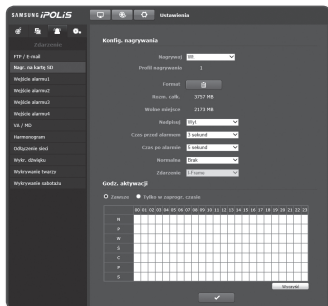 SAMSUNG iPOLiS
Ustawienia
Zdarzenie
FTP / E-mail
Nagr. na kartę SD
Wejście alarmu1
Wejście alarmu2
Wejście alarmu3
Wejście alarmu4
VA / MD
Harmonogram
Odłączenie sieci
Wykr. dźwięku
Wykrywanie twarzy
Wykrywanie sabotażu
Konfig. nagrywania
Nagrywaj Wł
Profil nagrywania 1
Format
Rozm. całk. 3757 MB
Wolne miejsce 2173 MB
Nadpisuj Wył
Czas przed alarmem 3 sekund
Czas po alarmie 5 sekund
Normalna Brak
Zdarzenie I Frame
Godz. aktywacji
Zawsze Tylko w zaprogr. czasie
00 01 02 03 04 05 06 07 08 09 10 11 12 13 14 15 16 17 18 19 20 21 22 23
N
P
W
S
C
P
S
Wyczyść